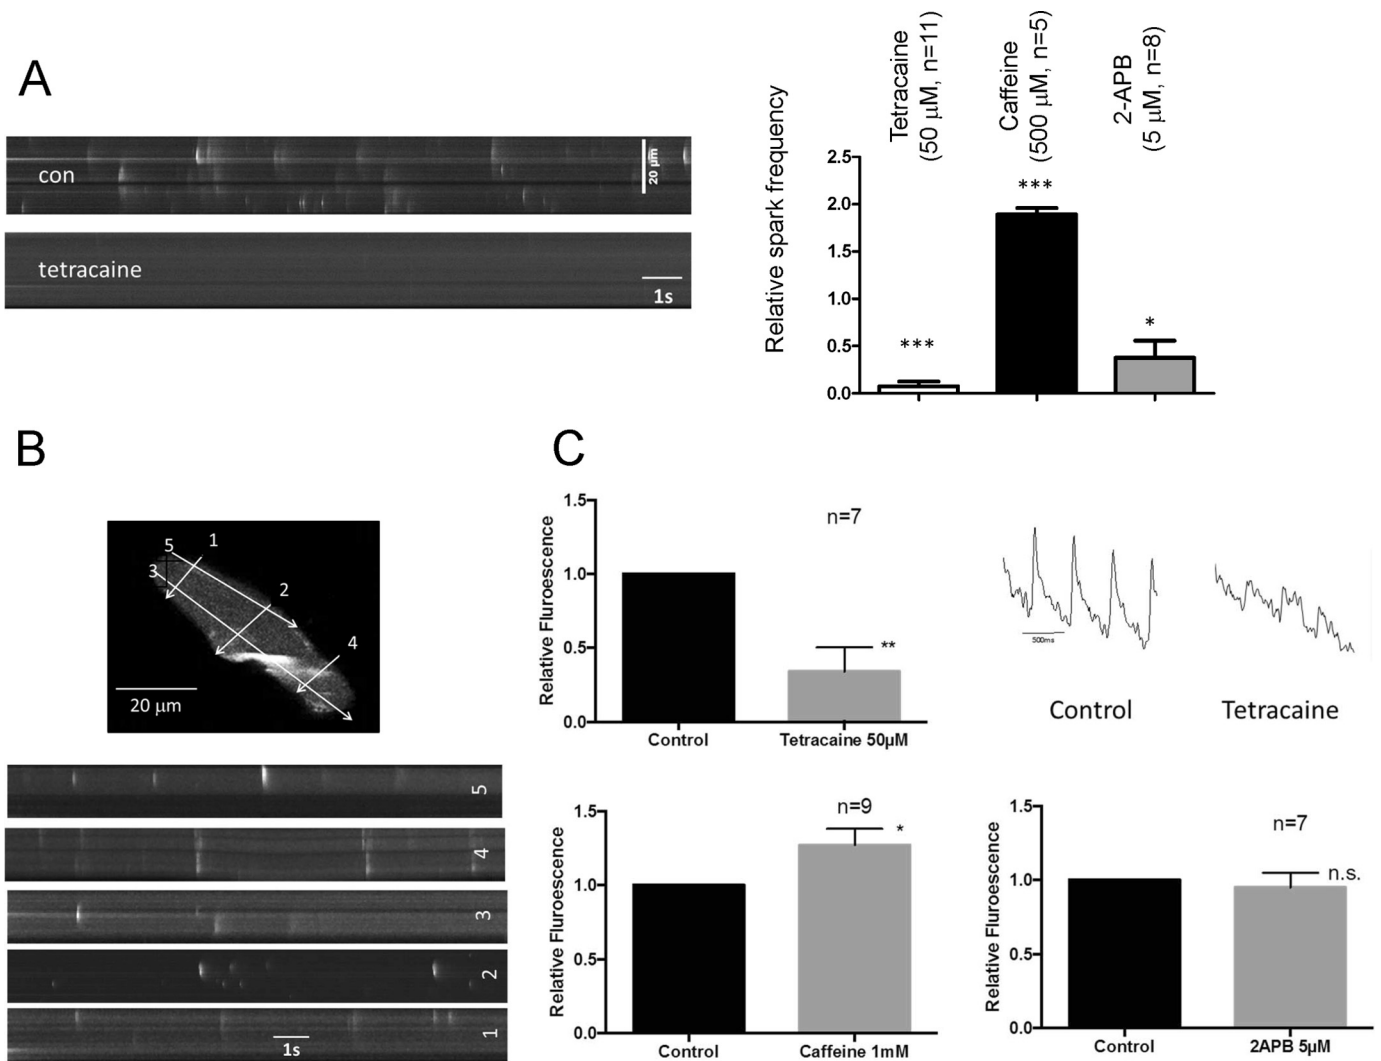 A
con
20 µm
tetracaine
1s
Relative spark frequency
Tetracaine
(50 µM, n=11)
Caffeine
(500 µM, n=5)
2-APB
(5 µM, n=8)
2.5
2.0
1.5
1.0
0.5
0.0
***
***
*
B
1
5
3
2
4
20 µm
5
4
3
2
1
1s
C
Relative Fluroescence
1.5
1.0
0.5
0.0
n=7
**
Control
Tetracaine 50µM
500ms
Control
Tetracaine
Relative Fluroescence
1.5
1.0
0.5
0.0
n=9
*
Control
Caffeine 1mM
Relative Fluroescence
1.5
1.0
0.5
0.0
n=7
n.s.
Control
2APB 5µM